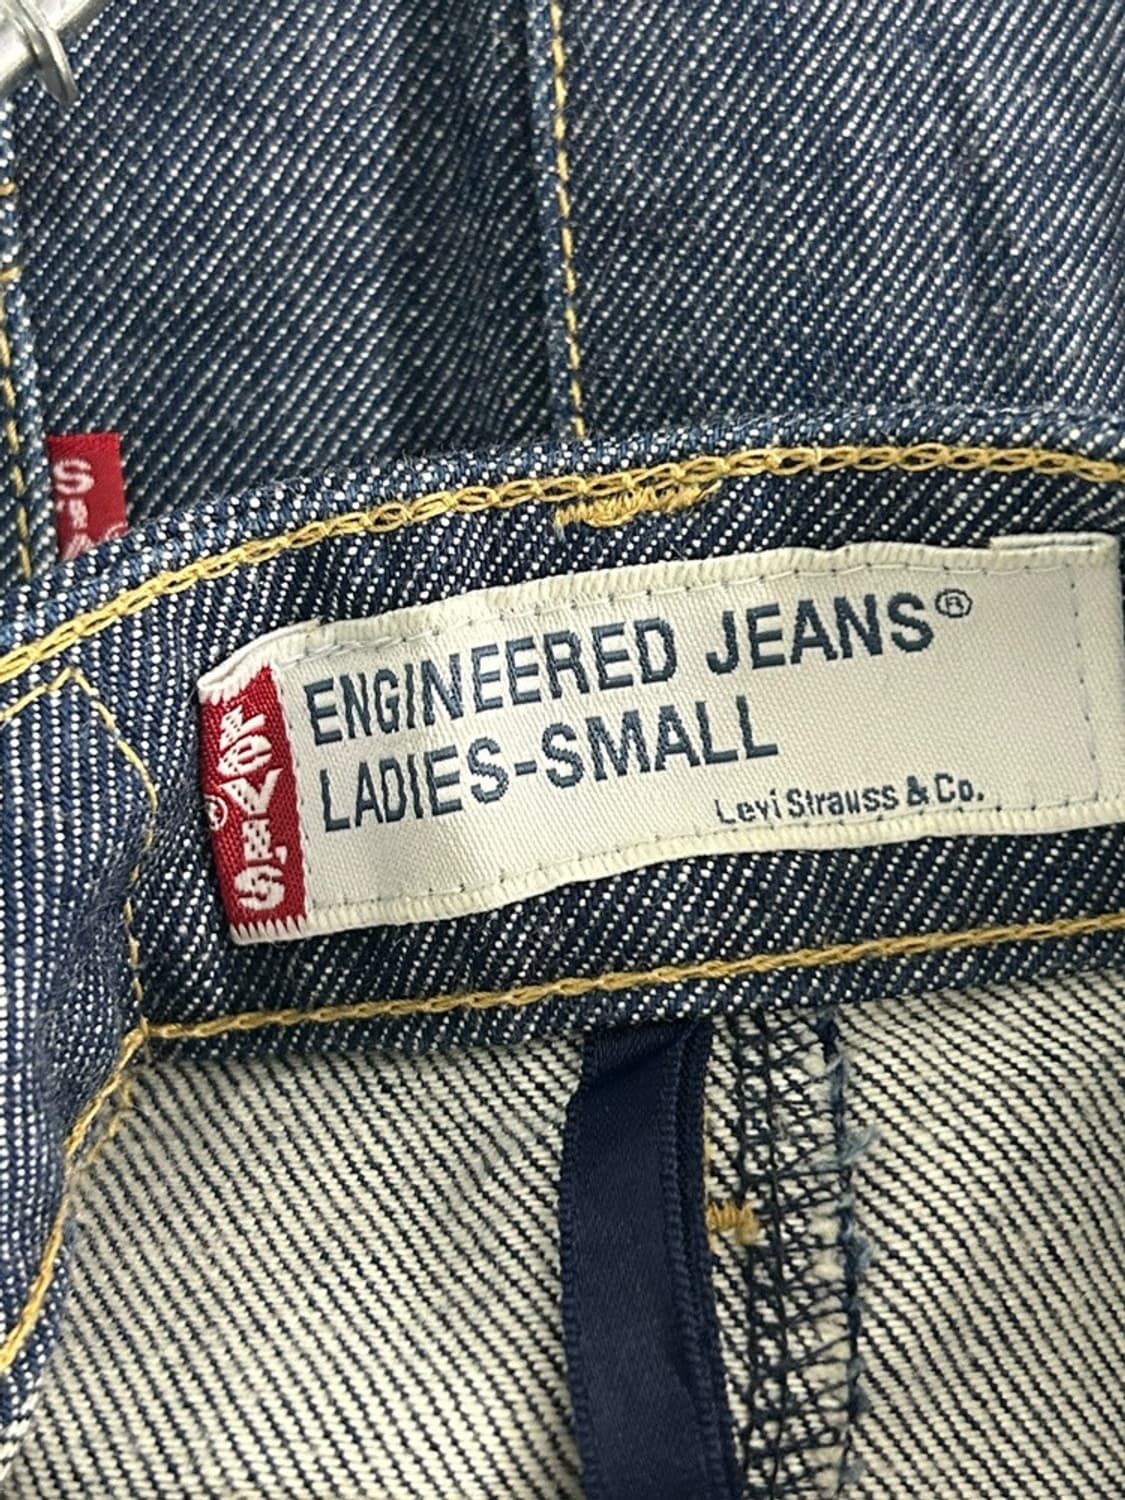 ENGINEERED JEANS®
LADIES-SMALL
Levi Strauss & Co.
LEVI'S®